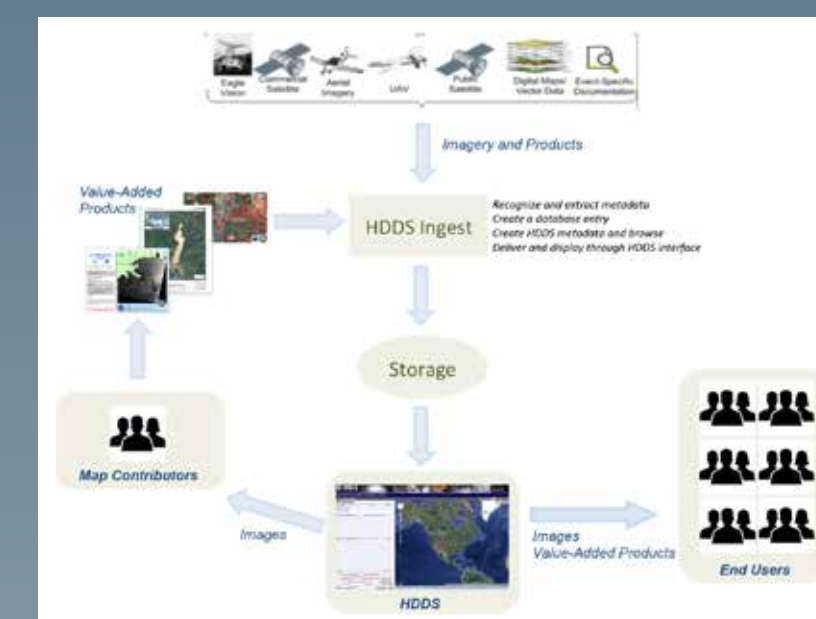 Eagle
Vision
Commercial
Satellite
Aerial
Imagery
UAV
Public
Satellite
Digital Maps/
Vector Data
Event-Specific
Documentation
Imagery and Products
Value-Added
Products
HDDS Ingest
Recognize and extract metadata
Create a database entry
Create HDDS metadata and browse
Deliver and display through HDDS interface
Storage
Map Contributors
Images
HDDS
Images
Value-Added Products
End Users